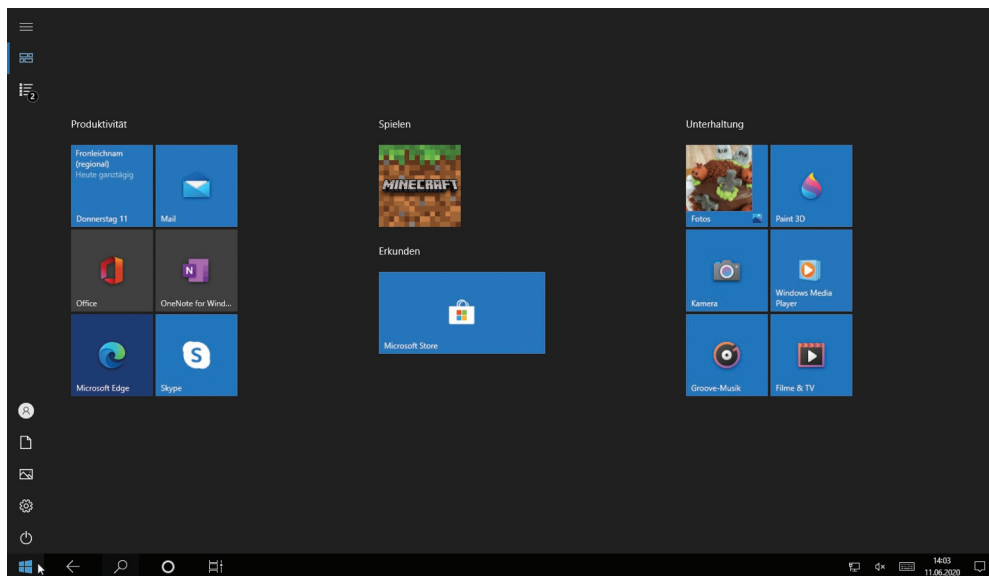 2
Produktivität
Fronleichnam
(regional)
Heute ganztägig
Donnerstag 11
Mail
Office
OneNote for Wind...
Microsoft Edge
Skype
Spielen
MINECRAFT
Erkunden
Microsoft Store
Unterhaltung
Fotos
Paint 3D
Kamera
Windows Media
Player
Groove-Musik
Filme & TV
14:03
11.06.2020